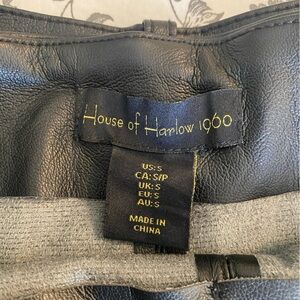 House of Harlow 1960
US:S
CA:S/P
UK:S
EU:S
AU:S
MADE IN
CHINA